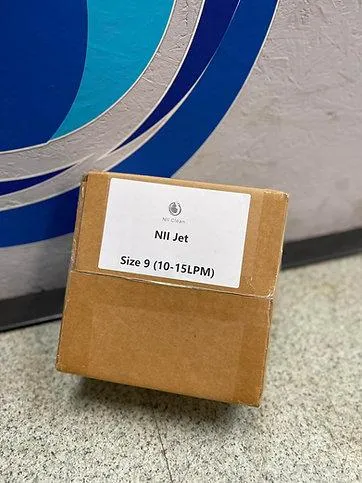 NII Clean
NII Jet
Size 9 (10-15LPM)